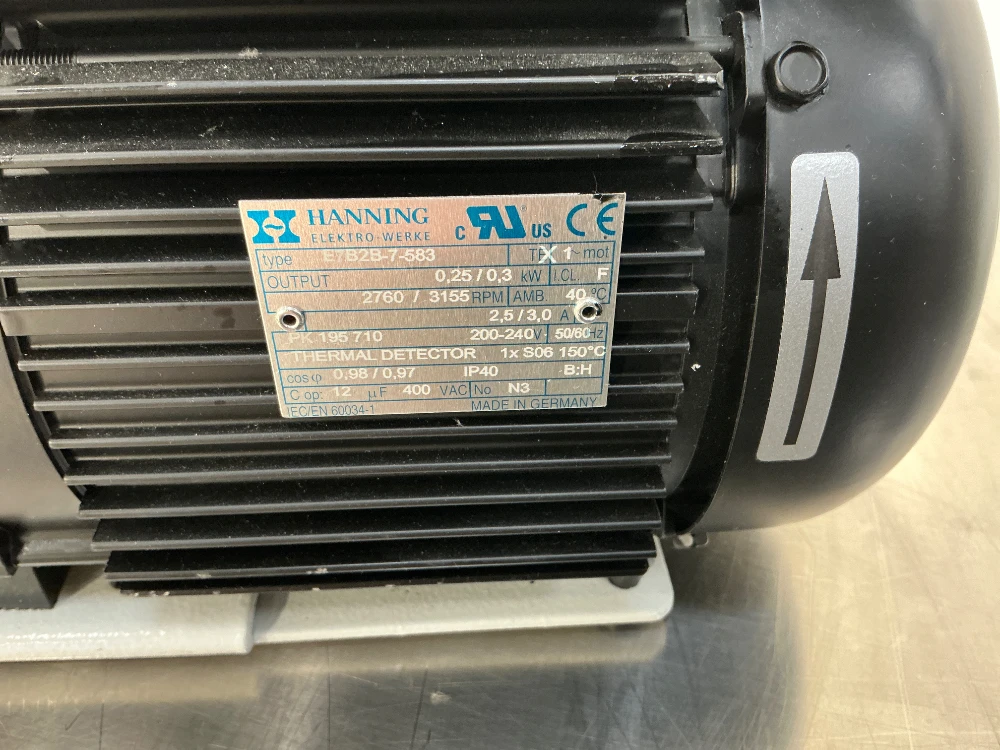 HANNING
ELEKTRO-WERKE
C RU US CE
type E7B2B-7-583 X 1~mot
OUTPUT 0,25/0,3 kW I.CL. F
2760 / 3155 RPM AMB. 40 °C
2,5/3,0 A
PK 195 710 200-240V~ 50/60Hz
THERMAL DETECTOR 1x S06 150°C
cosφ 0,98/0,97 IP40 B:H
C op: 12 µF 400 VAC No N3
IEC/EN 60034-1 MADE IN GERMANY